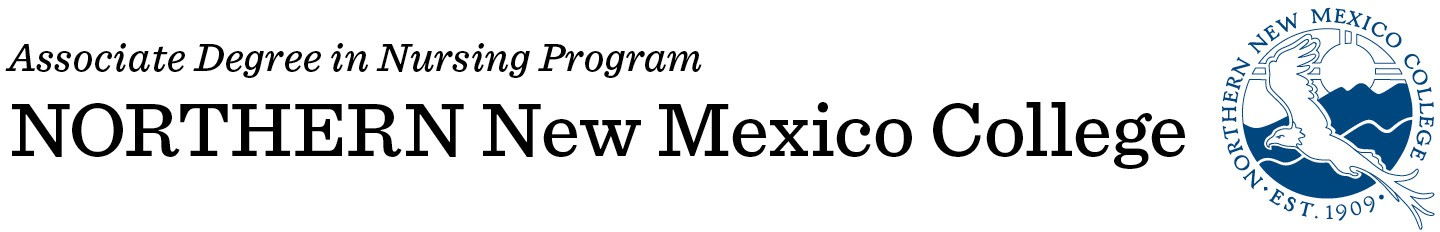 Associate Degree in Nursing Program
NORTHERN New Mexico College
NORTHERN NEW MEXICO COLLEGE
• EST. 1909 •